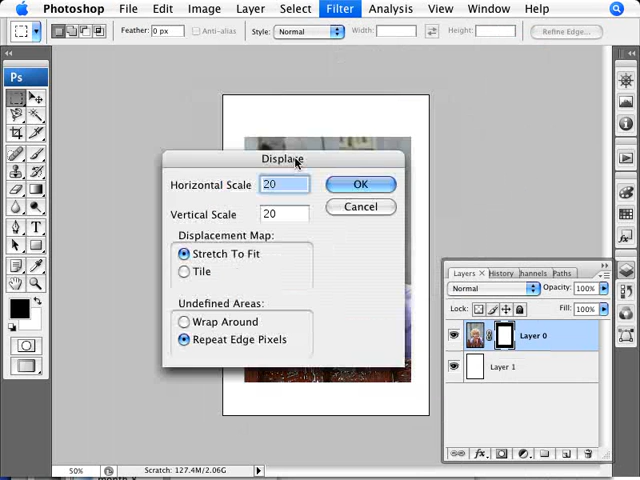 Photoshop File Edit Image Layer Select Filter Analysis View Window Help
Feather: 0 px Anti-alias Style: Normal Width: Height: Refine Edge...
Ps
Displace
Horizontal Scale 20 OK
Vertical Scale 20 Cancel
Displacement Map:
Stretch To Fit
Tile
Undefined Areas:
Wrap Around
Repeat Edge Pixels
Layers x History hannels Paths
Normal Opacity: 100%
Lock: Fill: 100%
Layer 0
Layer 1
fx
50% Scratch: 127.4M/2.06G